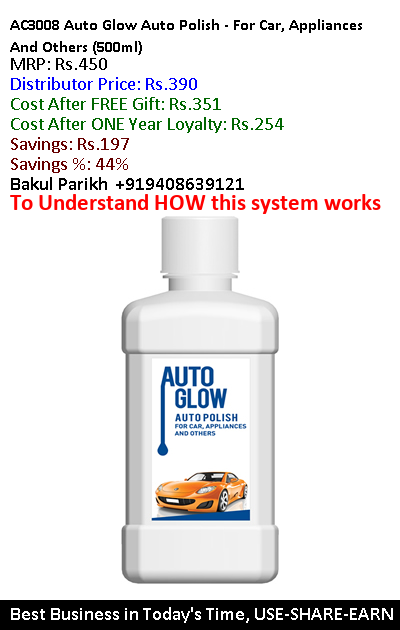 AC3008 Auto Glow Auto Polish - For Car, Appliances
And Others (500ml)
MRP: Rs.450
Distributor Price: Rs.390
Cost After FREE Gift: Rs.351
Cost After ONE Year Loyalty: Rs.254
Savings: Rs.197
Savings %: 44%
Bakul Parikh +919408639121
To Understand HOW this system works
AUTO
GLOW
AUTO POLISH
FOR CAR, APPLIANCES
AND OTHERS
Best Business in Today's Time, USE-SHARE-EARN